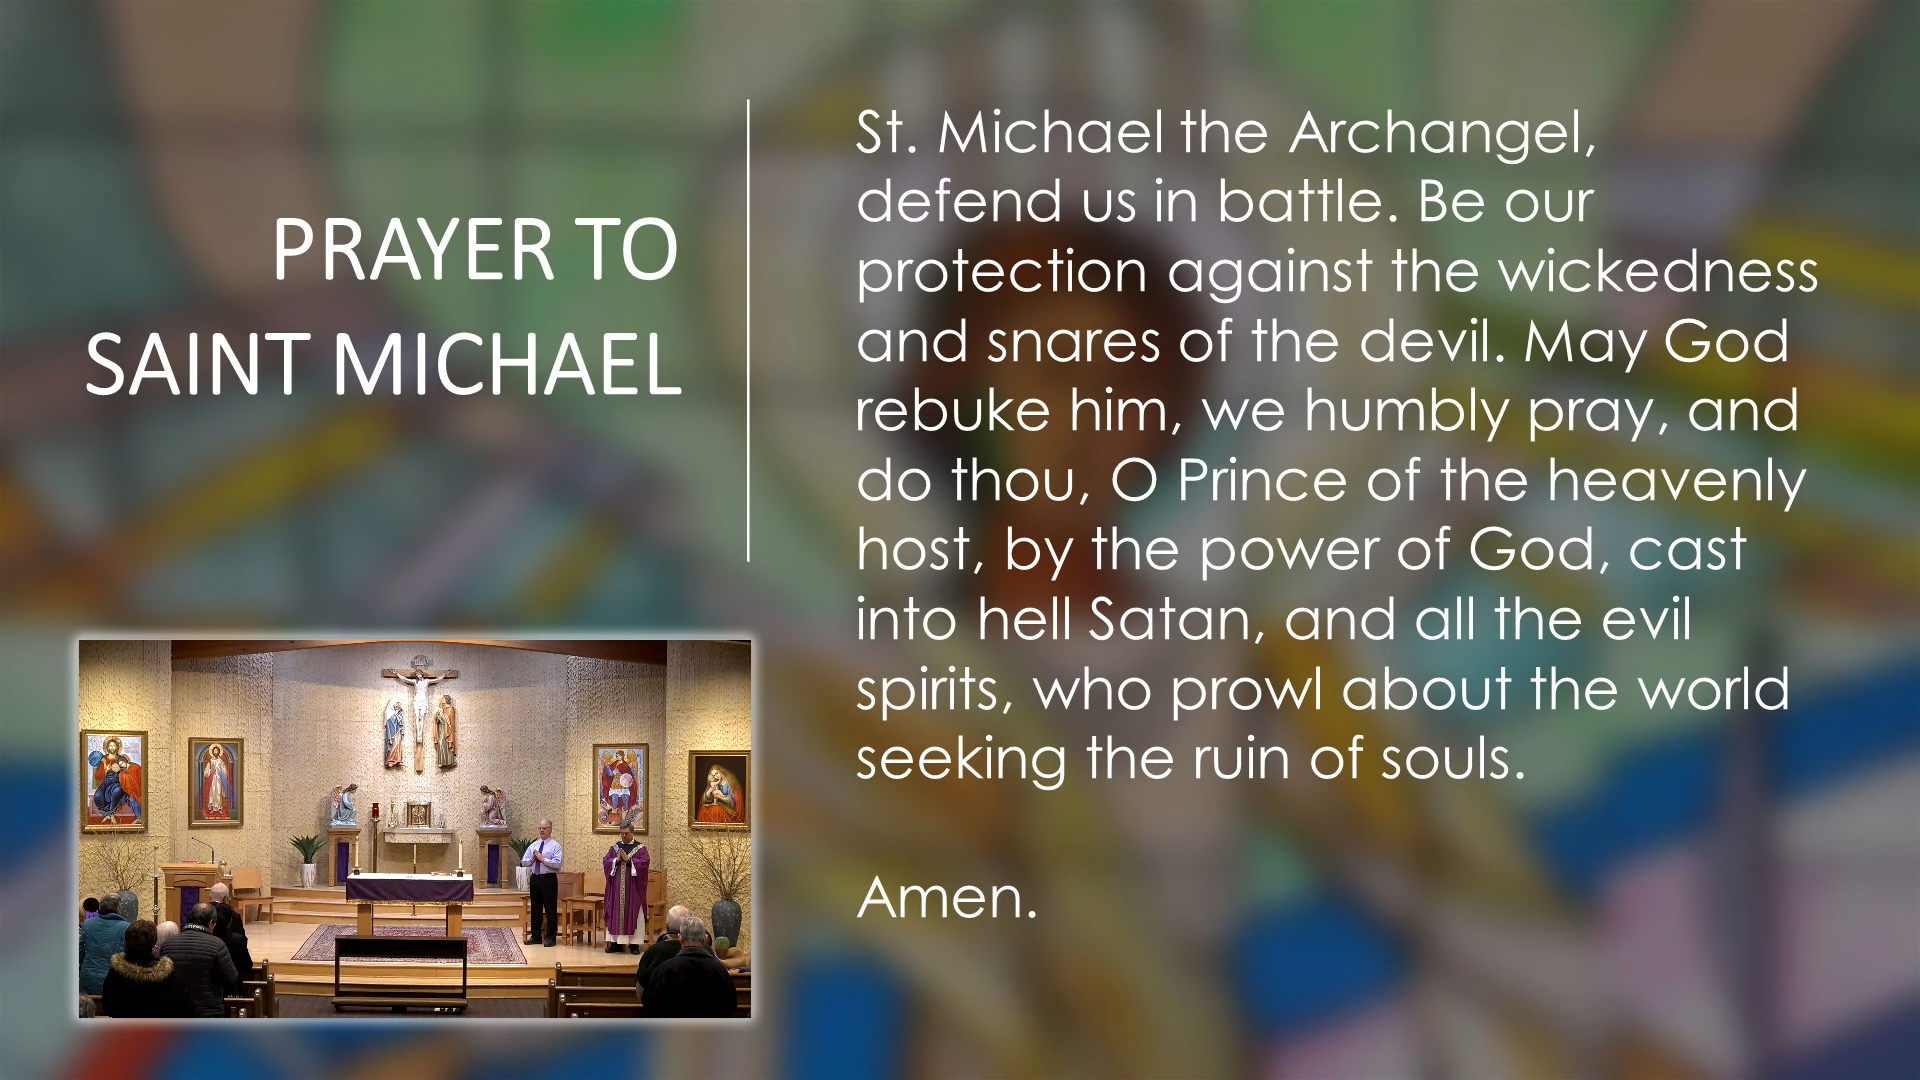 PRAYER TO
SAINT MICHAEL
St. Michael the Archangel,
defend us in battle. Be our
protection against the wickedness
and snares of the devil. May God
rebuke him, we humbly pray, and
do thou, O Prince of the heavenly
host, by the power of God, cast
into hell Satan, and all the evil
spirits, who prowl about the world
seeking the ruin of souls.
Amen.